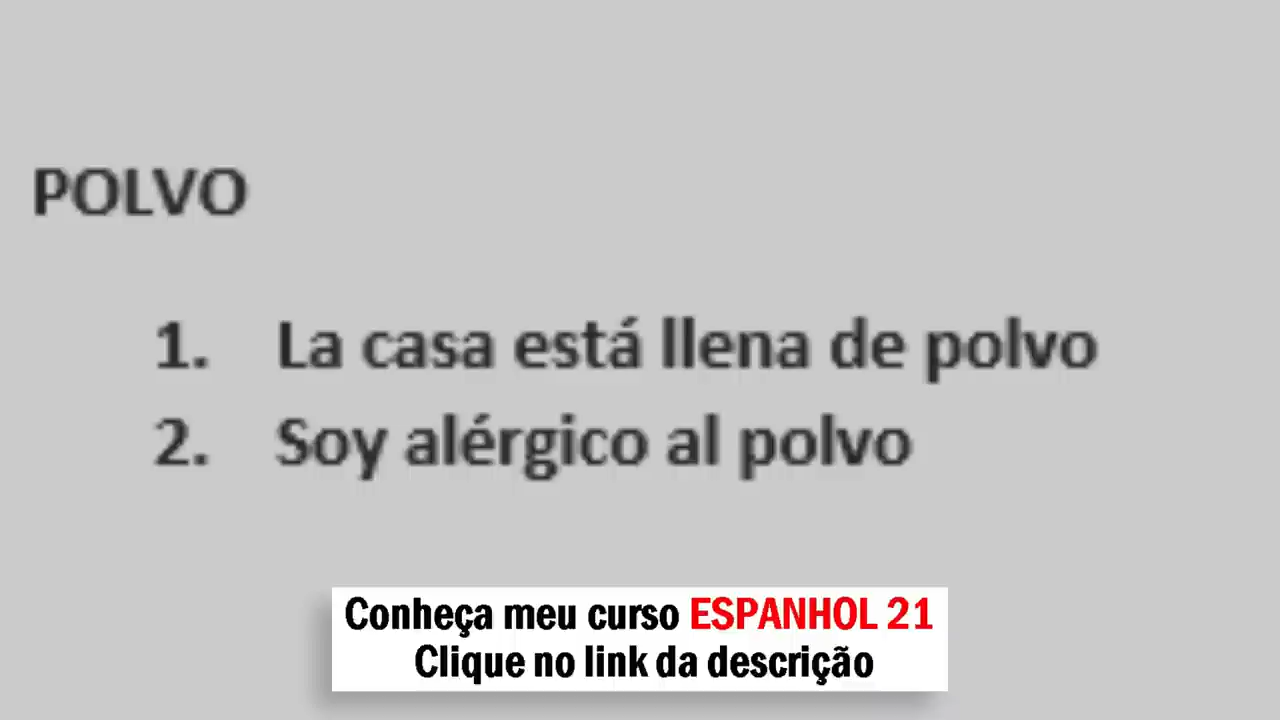 POLVO
1. La casa está llena de polvo
2. Soy alérgico al polvo
Conheça meu curso ESPANHOL 21
Clique no link da descrição